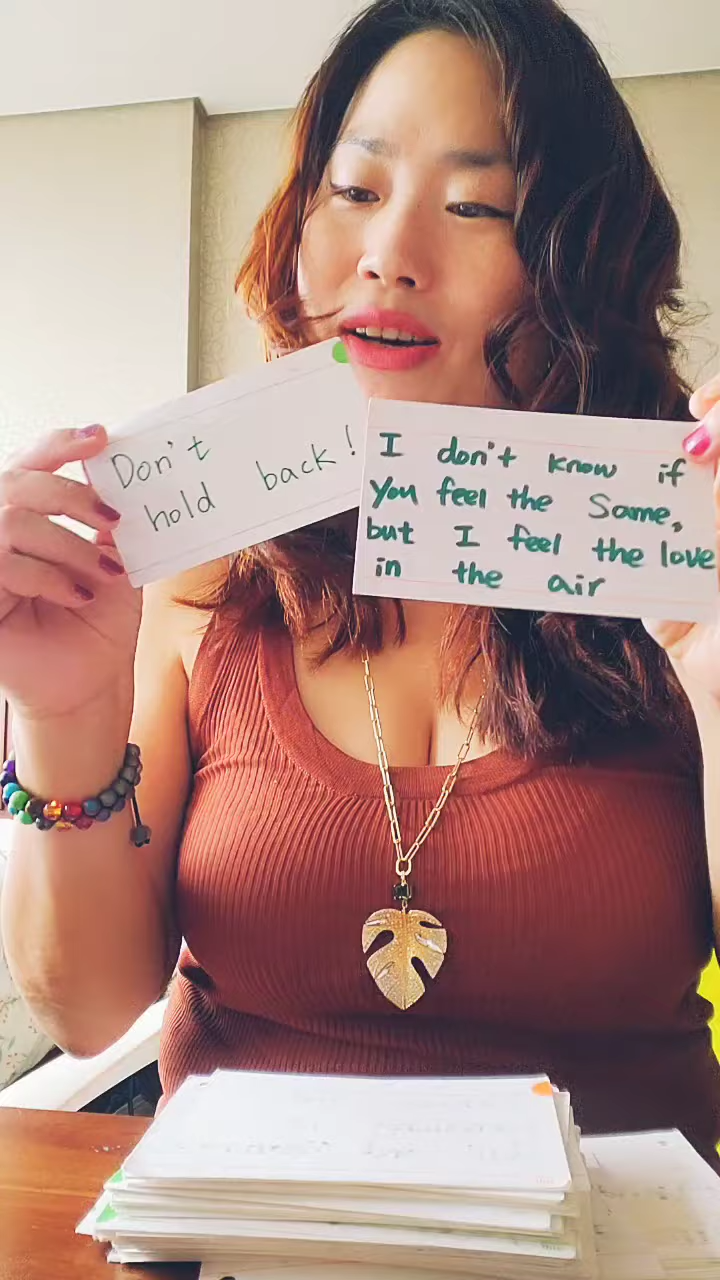 Don't
hold back!
I don't know if
You feel the Same,
but I feel the love
in the air